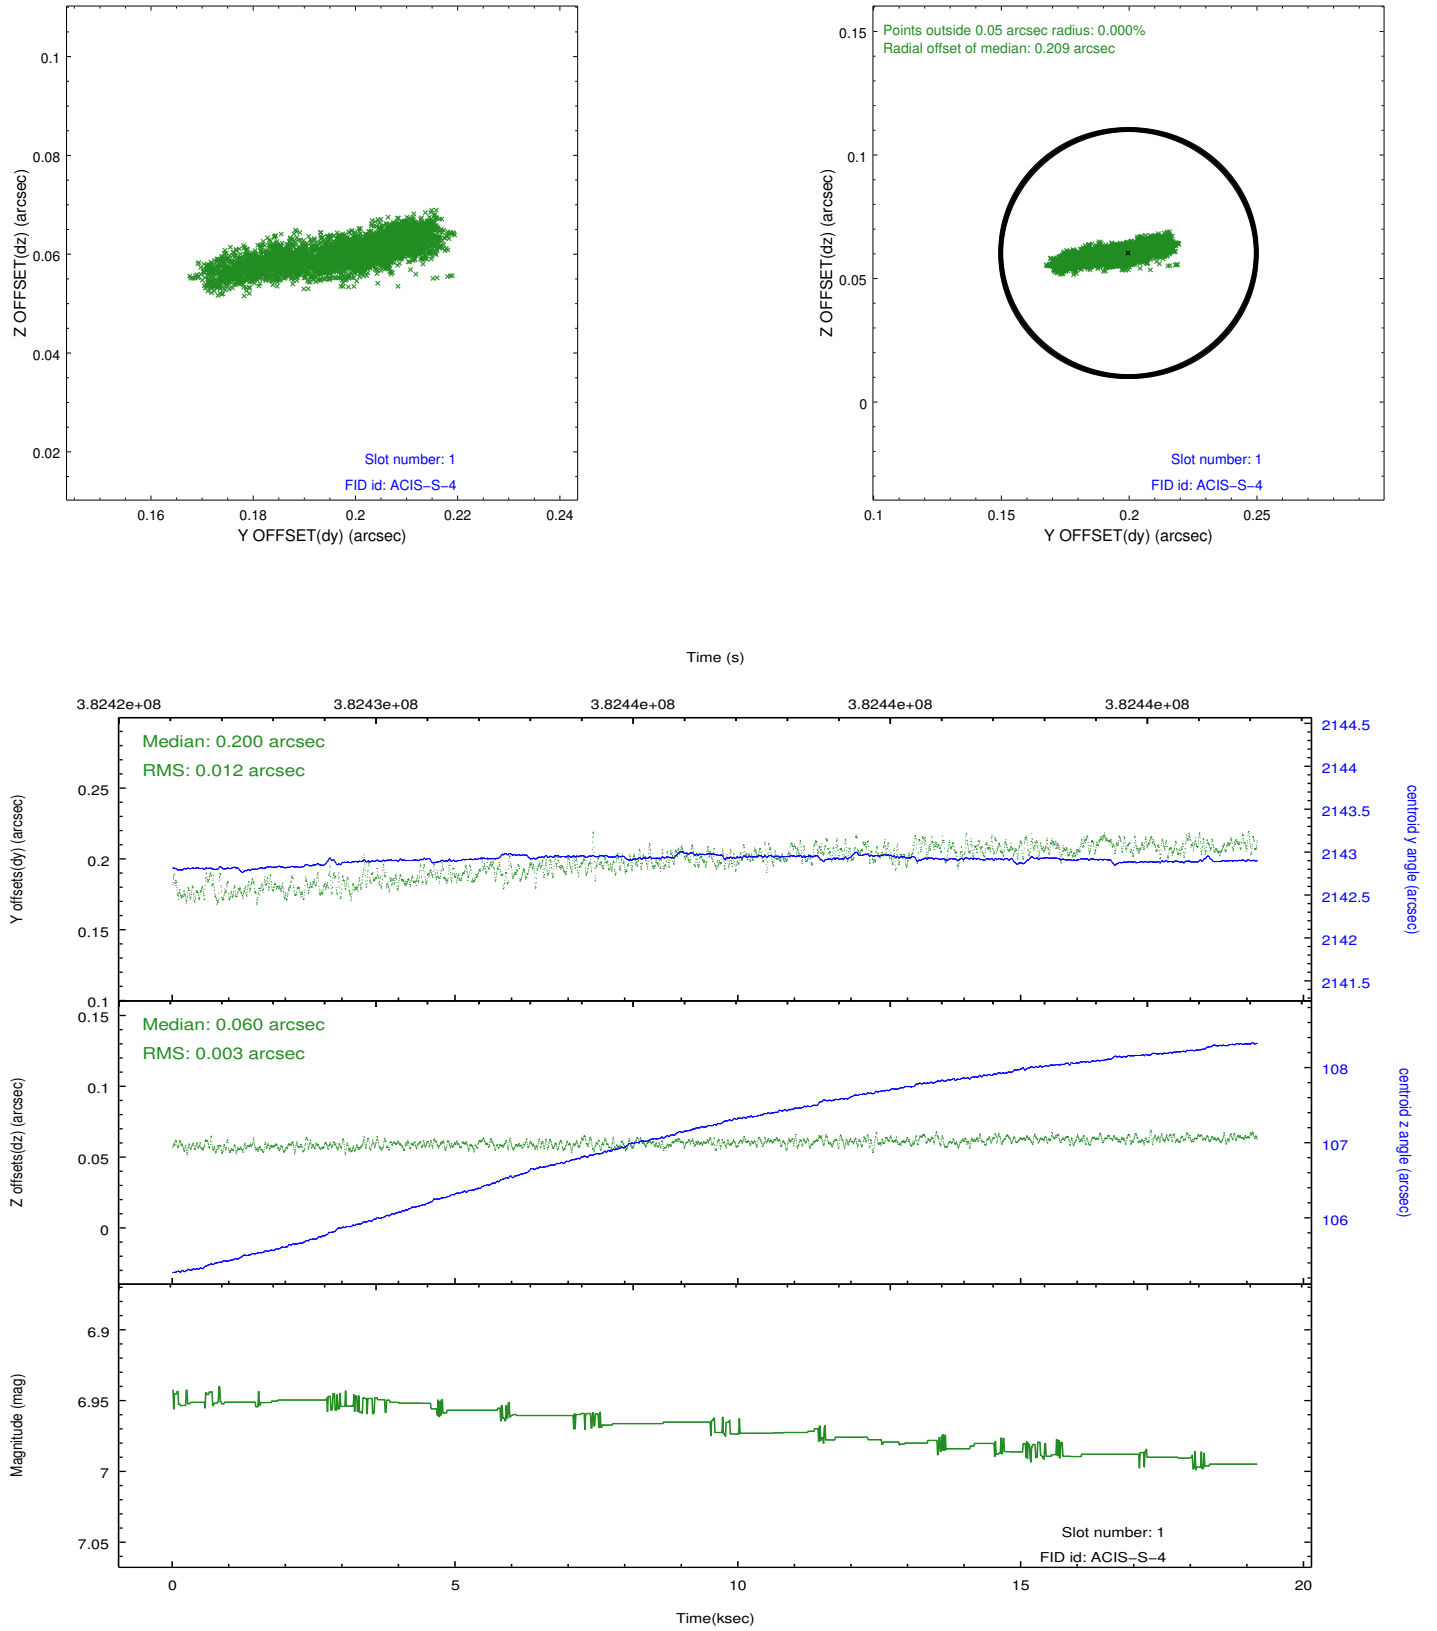 0.1
0.08
0.06
0.04
0.02
Z OFFSET(dz) (arcsec)
Slot number: 1
FID id: ACIS−S−4
0.16 0.18 0.2 0.22 0.24
Y OFFSET(dy) (arcsec)
Points outside 0.05 arcsec radius: 0.000%
Radial offset of median: 0.209 arcsec
0.15
0.1
0.05
0
Z OFFSET(dz) (arcsec)
Slot number: 1
FID id: ACIS−S−4
0.1 0.15 0.2 0.25
Y OFFSET(dy) (arcsec)
Time (s)
3.8242e+08 3.8243e+08 3.8244e+08 3.8244e+08 3.8244e+08
Median: 0.200 arcsec
RMS: 0.012 arcsec
0.25
0.2
0.15
0.1
Y offsets(dy) (arcsec)
2144.5
2144
2143.5
2143
2142.5
2142
2141.5
centroid y angle (arcsec)
Median: 0.060 arcsec
RMS: 0.003 arcsec
0.15
0.1
0.05
0
Z offsets(dz) (arcsec)
108
107
106
centroid z angle (arcsec)
6.9
6.95
7
7.05
Magnitude (mag)
Slot number: 1
FID id: ACIS−S−4
0 5 10 15 20
Time(ksec)